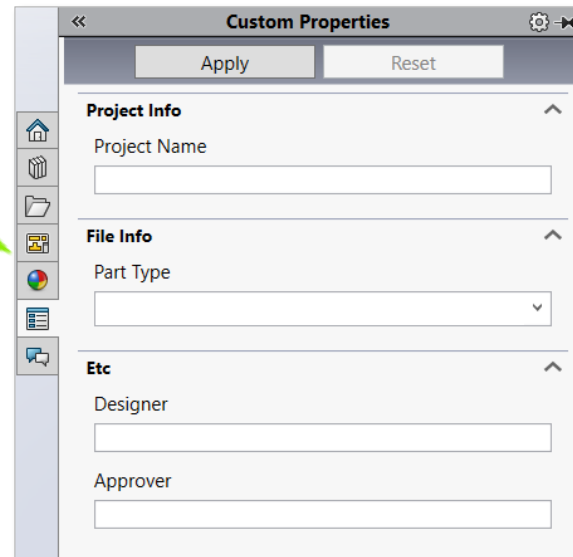 Custom Properties
Apply
Reset
Project Info
Project Name
File Info
Part Type
Etc
Designer
Approver